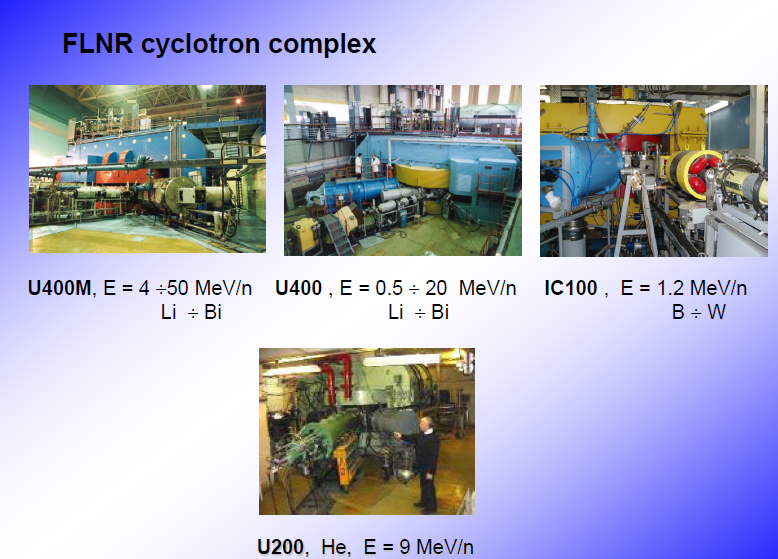 FLNR cyclotron complex
U400M, E = 4 ÷50 MeV/n
Li ÷ Bi
U400 , E = 0.5 ÷ 20 MeV/n
Li ÷ Bi
IC100 , E = 1.2 MeV/n
B ÷ W
U200, He, E = 9 MeV/n